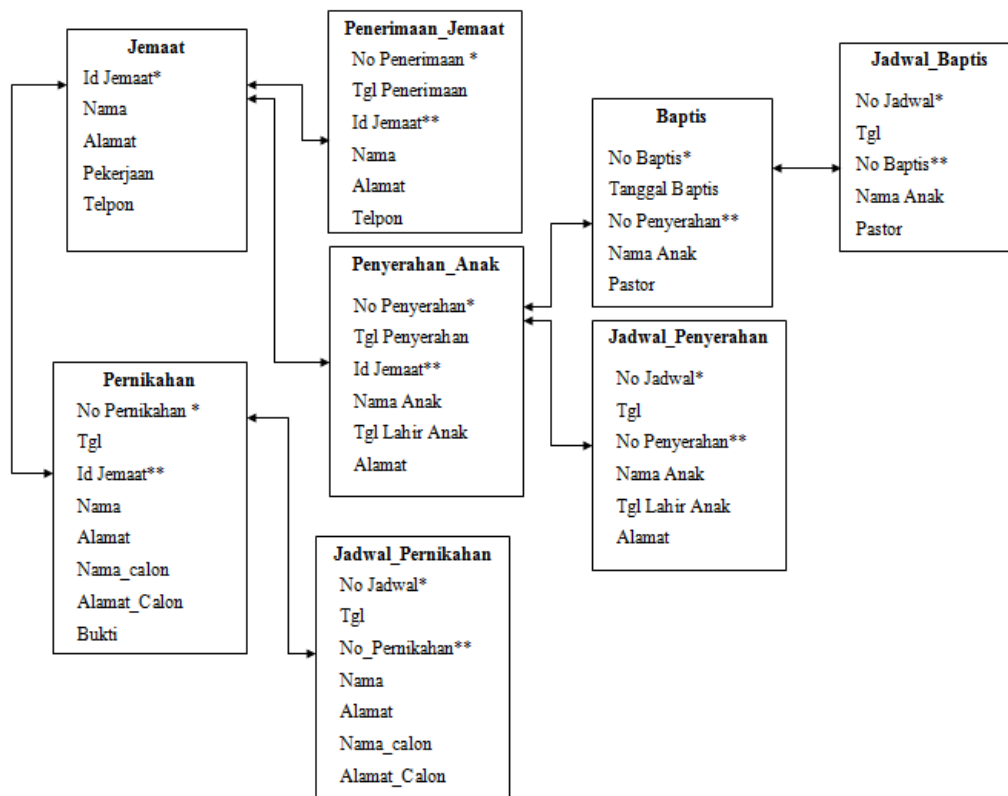 Jemaat
Id Jemaat*
Nama
Alamat
Pekerjaan
Telpon
Penerimaan_Jemaat
No Penerimaan *
Tgl Penerimaan
Id Jemaat**
Nama
Alamat
Telpon
Jadwal_Baptis
No Jadwal*
Tgl
No Baptis**
Nama Anak
Pastor
Baptis
No Baptis*
Tanggal Baptis
No Penyerahan**
Nama Anak
Pastor
Penyerahan_Anak
No Penyerahan*
Tgl Penyerahan
Id Jemaat**
Nama Anak
Tgl Lahir Anak
Alamat
Jadwal_Penyerahan
No Jadwal*
Tgl
No Penyerahan**
Nama Anak
Tgl Lahir Anak
Alamat
Pernikahan
No Pernikahan *
Tgl
Id Jemaat**
Nama
Alamat
Nama_calon
Alamat_Calon
Bukti
Jadwal_Pernikahan
No Jadwal*
Tgl
No_Pernikahan**
Nama
Alamat
Nama_calon
Alamat_Calon